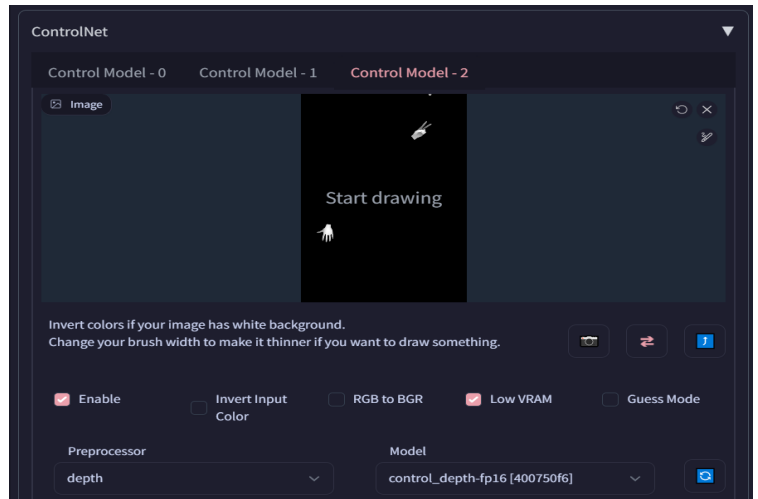 ControlNet
Control Model - 0 Control Model - 1 Control Model - 2
Image
Start drawing
Invert colors if your image has white background.
Change your brush width to make it thinner if you want to draw something.
Enable
Invert Input
Color
RGB to BGR
Low VRAM
Guess Mode
Preprocessor
depth
Model
control_depth-fp16 [400750f6]